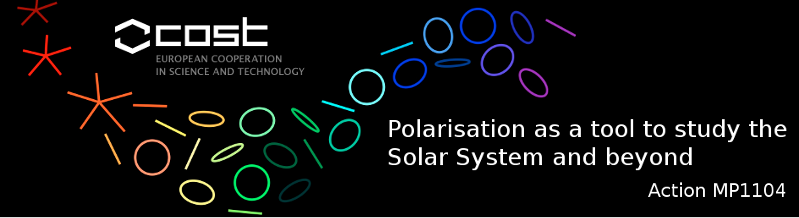 cost
EUROPEAN COOPERATION
IN SCIENCE AND TECHNOLOGY
Polarisation as a tool to study the
Solar System and beyond
Action MP1104